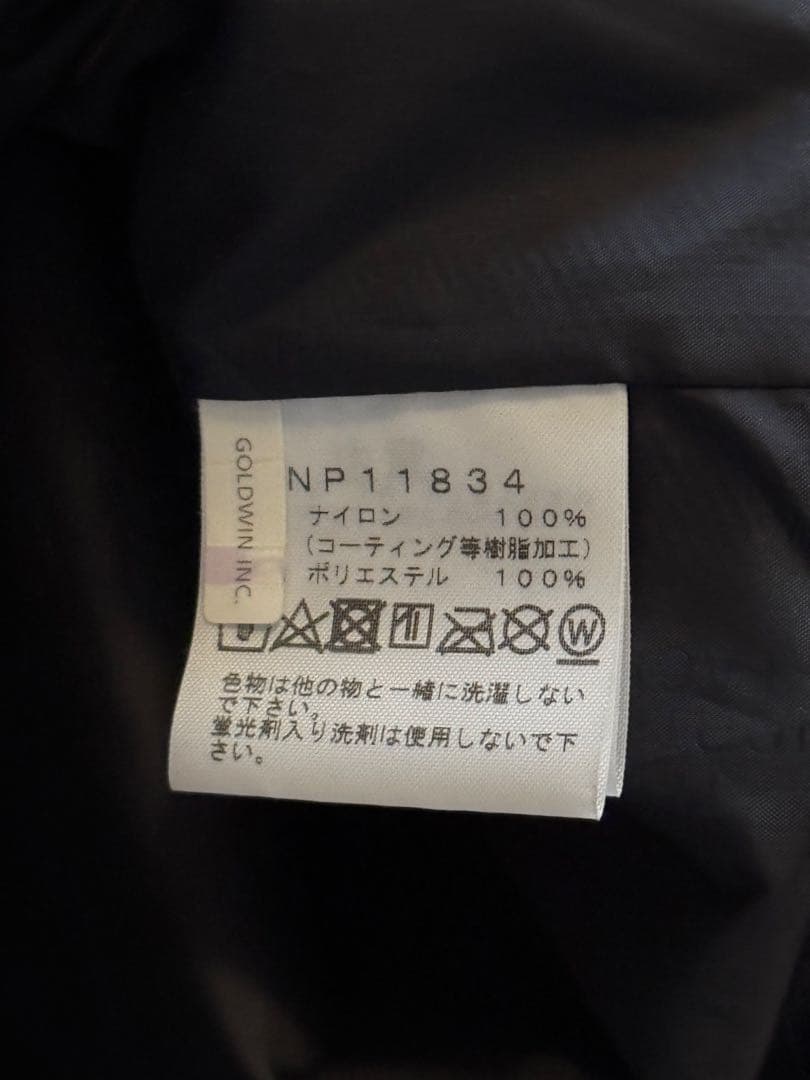 GOLDWIN INC.
NP11834
ナイロン 100%
(コーティング等樹脂加工)
ポリエステル 100%
W
色物は他の物と一緒に洗濯しない
で下さい。
蛍光剤入り洗剤は使用しないで下
さい。